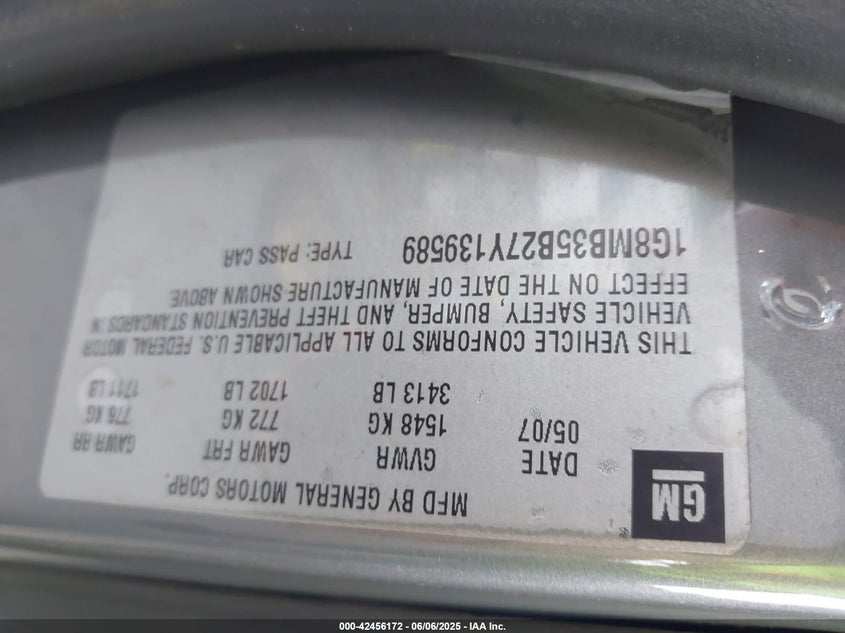 GM
MFD BY GENERAL MOTORS CORP.
DATE GVWR GAWR FRT GAWR RR
05/07 1548 KG 772 KG 776 KG
3413 LB 1702 LB 1711 LB
THIS VEHICLE CONFORMS TO ALL APPLICABLE U.S. FEDERAL MOTOR
VEHICLE SAFETY, BUMPER, AND THEFT PREVENTION STANDARDS IN
EFFECT ON THE DATE OF MANUFACTURE SHOWN ABOVE.
1G8MB35B27Y139589 TYPE: PASS CAR
000-42456172 - 06/06/2025 - IAA Inc.